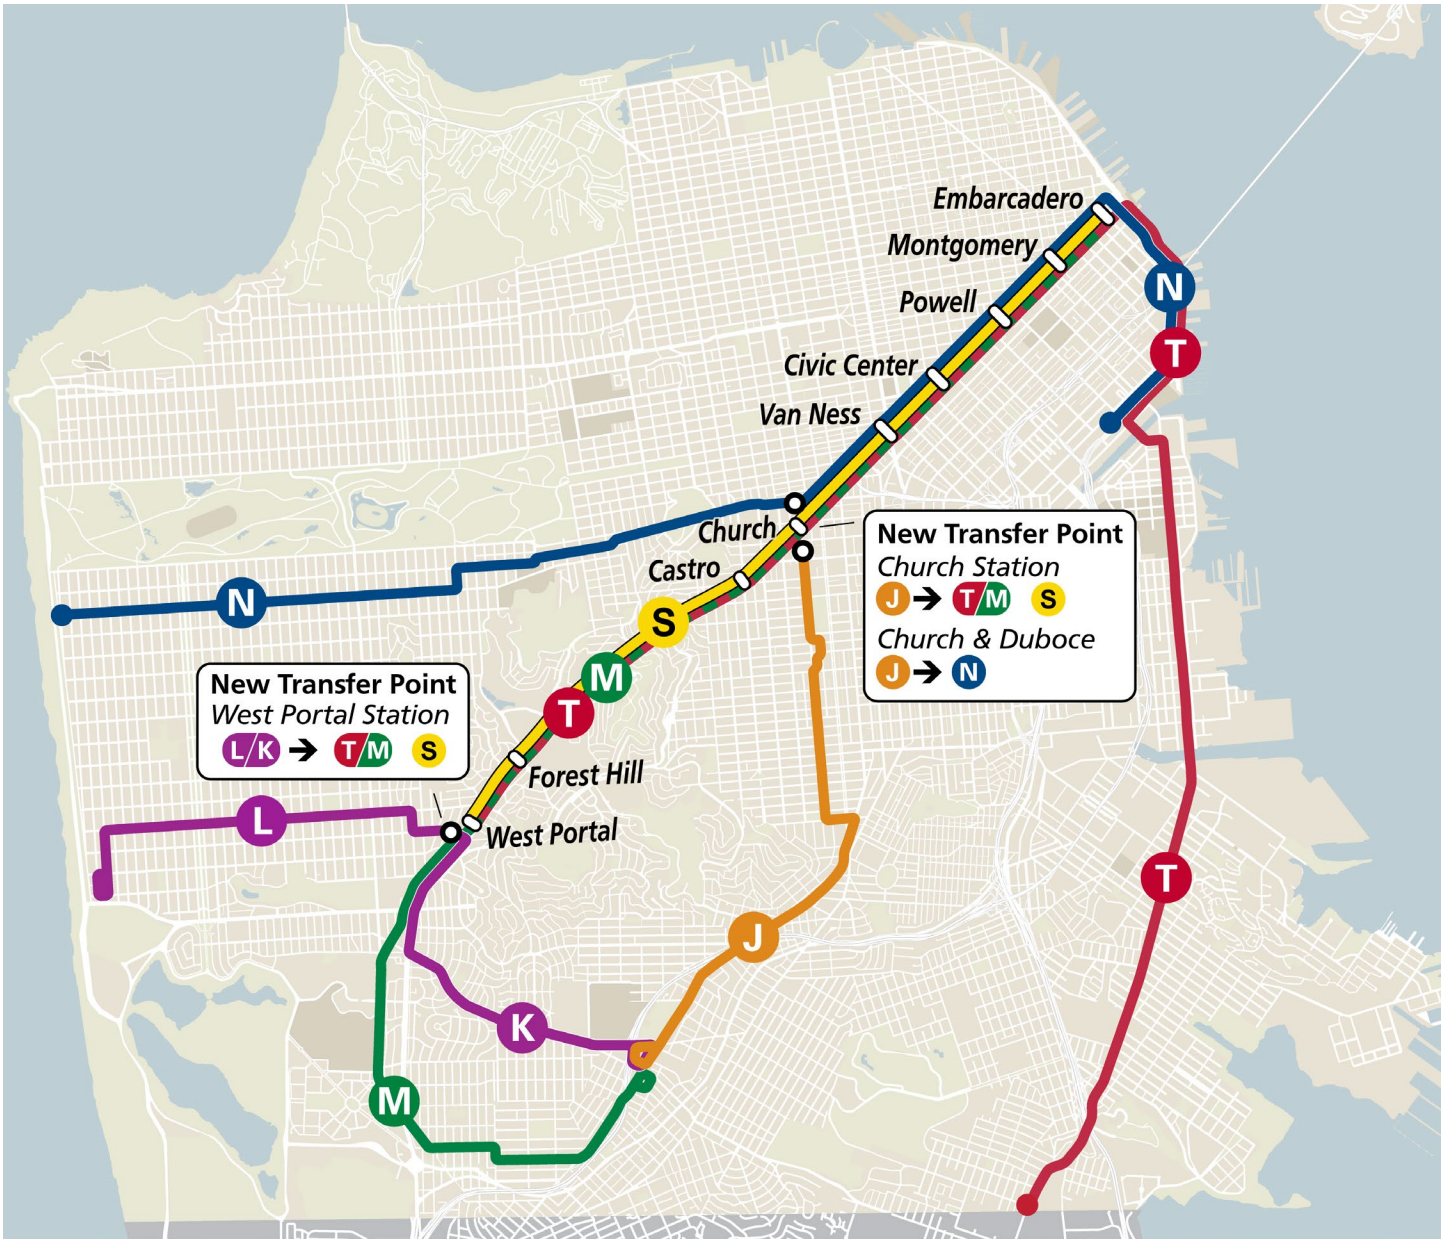 Embarcadero
Montgomery
Powell
Civic Center
Van Ness
N
T
Church
Castro
New Transfer Point
Church Station
J → T/M S
Church & Duboce
J → N
N
S
M
T
New Transfer Point
West Portal Station
L/K → T/M S
Forest Hill
West Portal
L
T
J
K
M